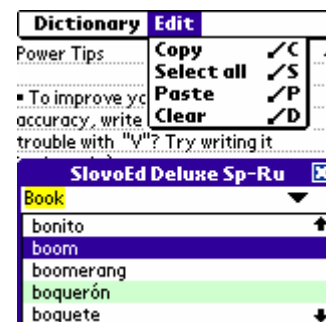 Dictionary Edit
Power Tips
Copy /C
Select all /S
Paste /P
Clear /D
▪ To improve yo
accuracy, write
trouble with "V"? Try writing it
SlovoEd Deluxe Sp-Ru
Book
bonito
boom
boomerang
boquerón
boquete